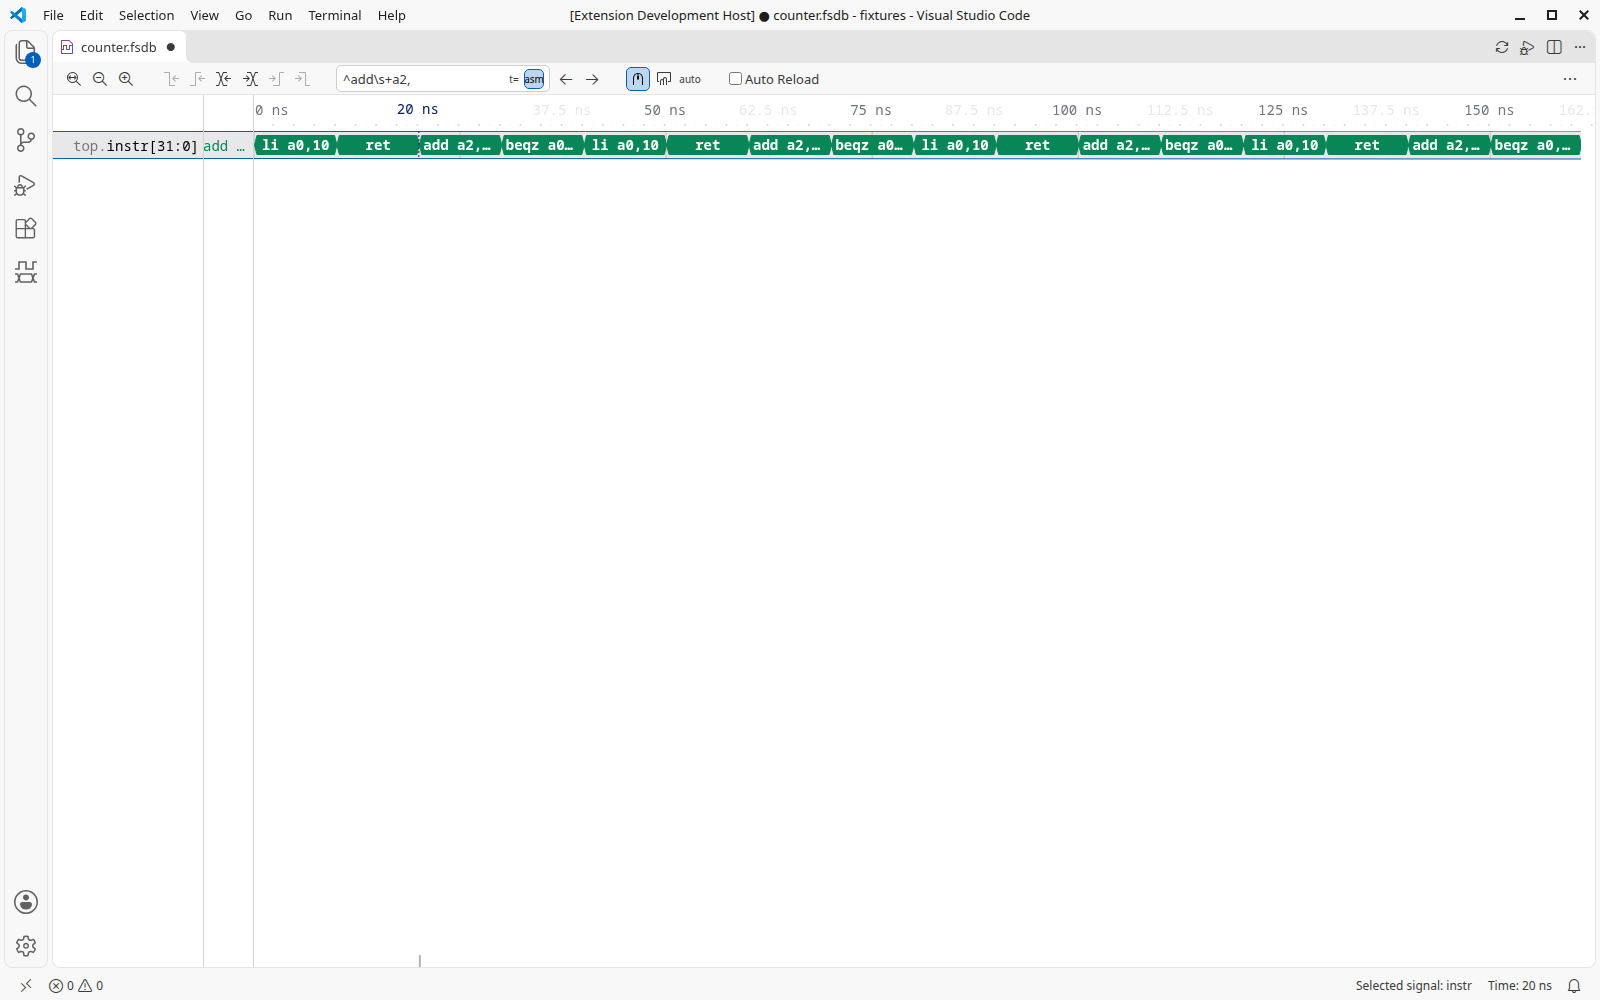 File Edit Selection View Go Run Terminal Help [Extension Development Host] ● counter.fsdb - fixtures - Visual Studio Code
1
counter.fsdb
^add\s+a2, t= asm auto Auto Reload
0 ns 20 ns 37.5 ns 50 ns 62.5 ns 75 ns 87.5 ns 100 ns 112.5 ns 125 ns 137.5 ns 150 ns 162.
top.instr[31:0] add … li a0,10 ret add a2,… beqz a0… li a0,10 ret add a2,… beqz a0… li a0,10 ret add a2,… beqz a0… li a0,10 ret add a2,… beqz a0,…
0 0 Selected signal: instr Time: 20 ns